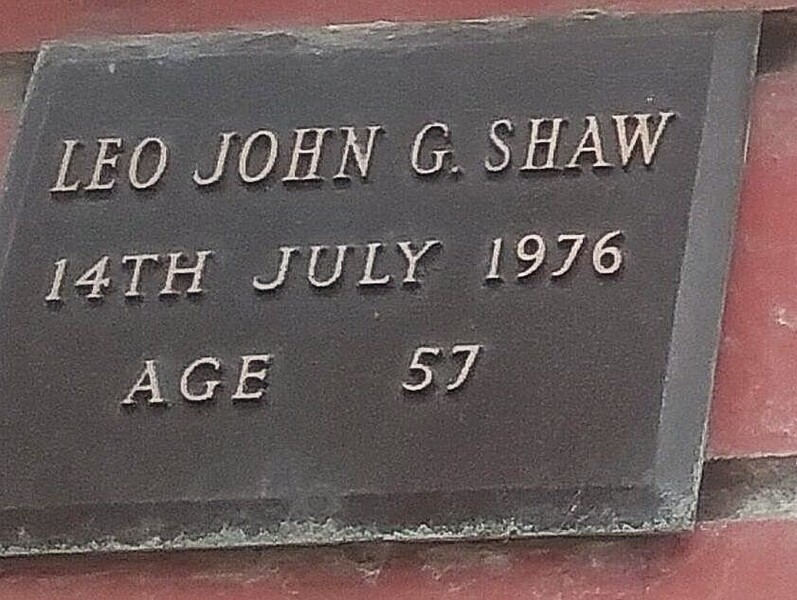 LEO JOHN G. SHAW
14TH JULY 1976
AGE 57